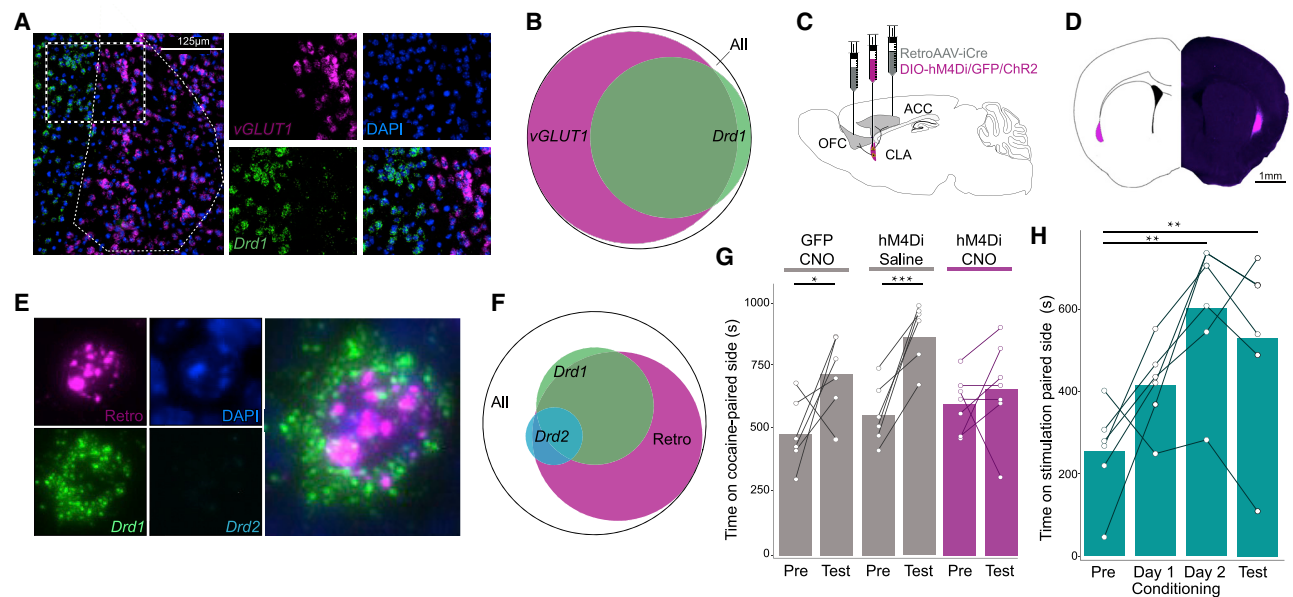 A
125µm
vGLUT1
DAPI
Drd1
B
All
vGLUT1
Drd1
C
RetroAAV-iCre
DIO-hM4Di/GFP/ChR2
ACC
OFC
CLA
D
1mm
E
Retro
DAPI
Drd1
Drd2
F
All
Drd1
Drd2
Retro
G
GFP
CNO
hM4Di
Saline
hM4Di
CNO
*
***
Time on cocaine-paired side (s)
1000
750
500
250
0
Pre
Test
Pre
Test
Pre
Test
H
**
**
Time on stimulation paired side (s)
600
400
200
0
Pre
Day 1
Day 2
Test
Conditioning